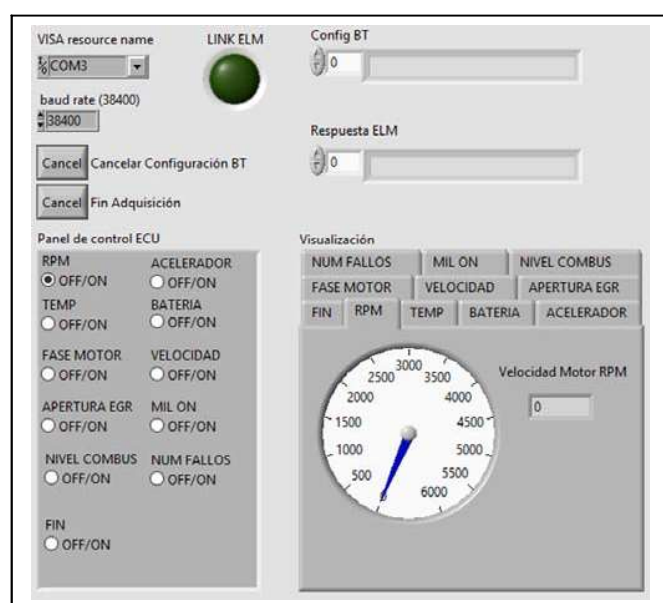 VISA resource name
LINK ELM
COM3
baud rate (38400)
38400
Cancel Cancelar Configuración BT
Cancel Fin Adquisición
Config BT
0
Respuesta ELM
0
Panel de control ECU
RPM
OFF/ON
ACELERADOR
OFF/ON
TEMP
OFF/ON
BATERIA
OFF/ON
FASE MOTOR
OFF/ON
VELOCIDAD
OFF/ON
APERTURA EGR
OFF/ON
MIL ON
OFF/ON
NIVEL COMBUS
OFF/ON
NUM FALLOS
OFF/ON
FIN
OFF/ON
Visualización
NUM FALLOS MIL ON NIVEL COMBUS
FASE MOTOR VELOCIDAD APERTURA EGR
FIN RPM TEMP BATERIA ACELERADOR
0
500
1000
1500
2000
2500
3000
3500
4000
4500
5000
5500
6000
Velocidad Motor RPM
0